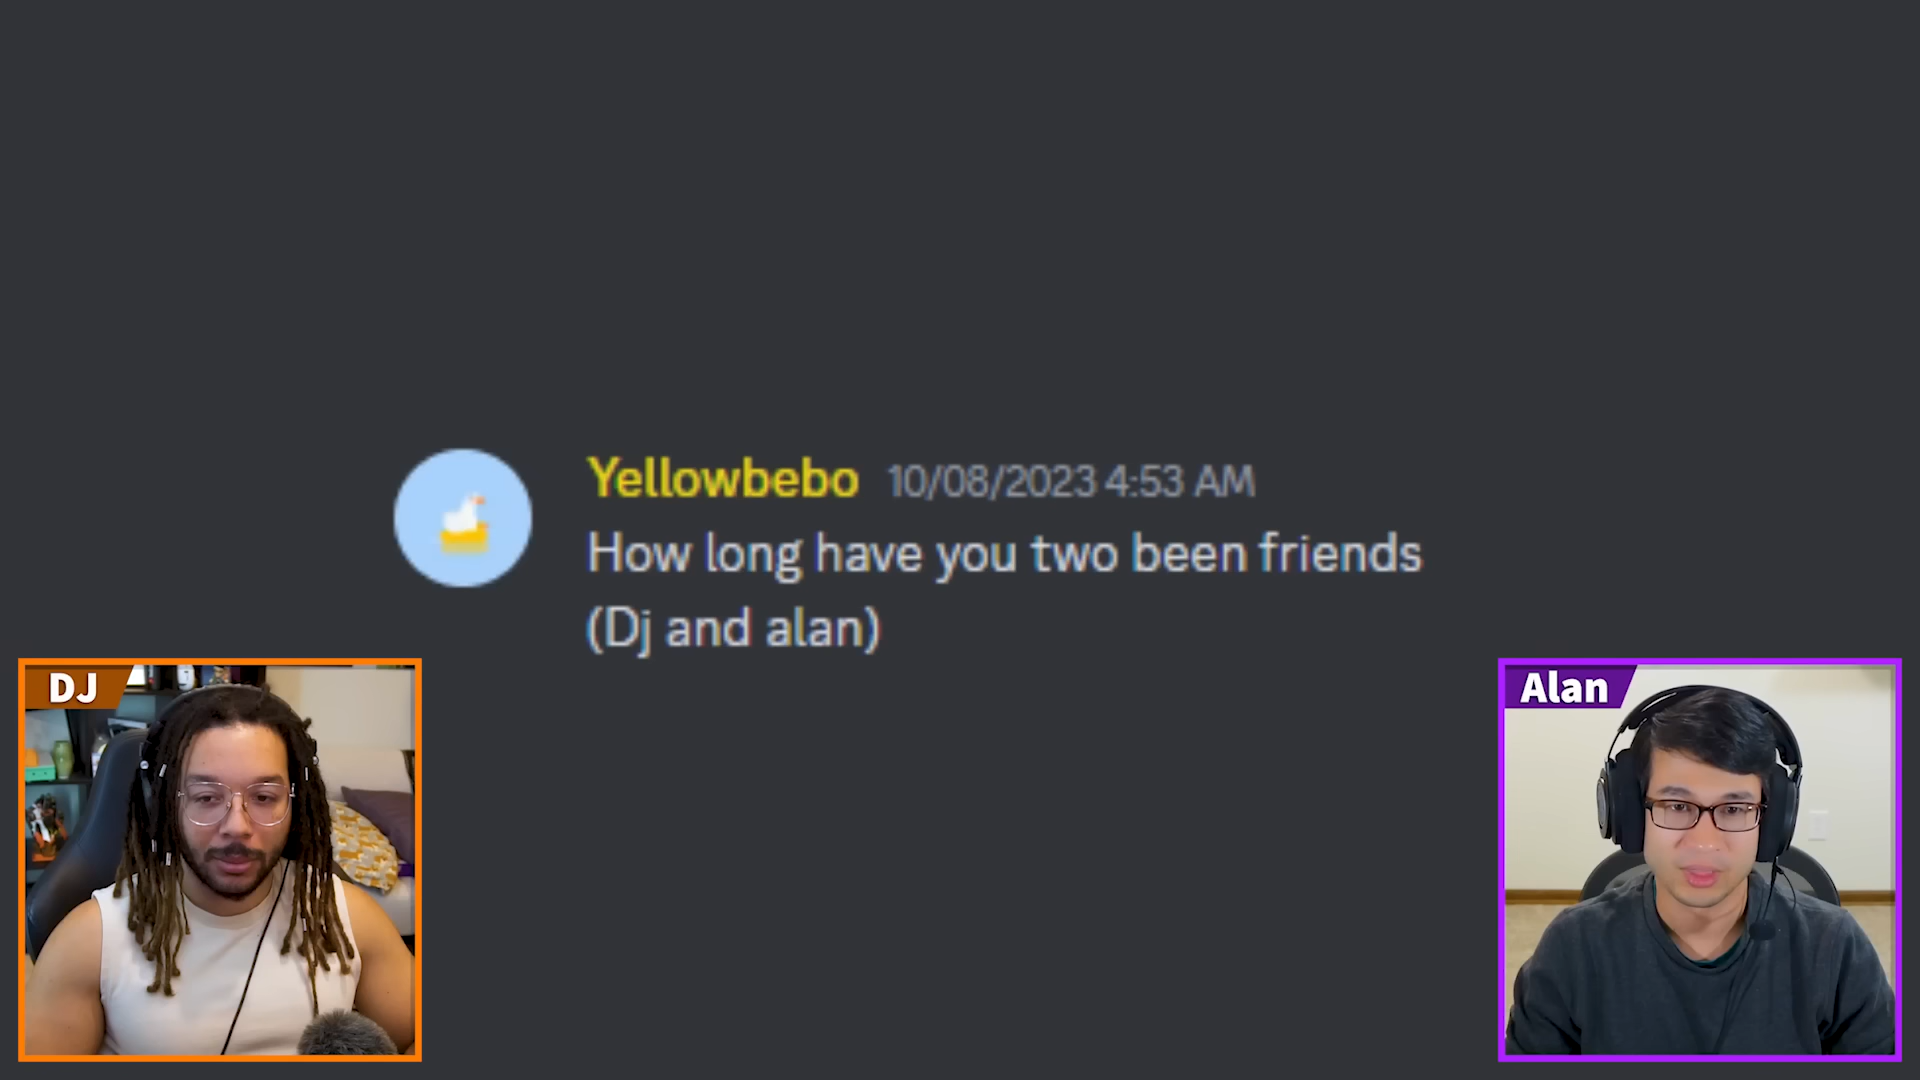 Yellowbebo 10/08/2023 4:53 AM
How long have you two been friends
(Dj and alan)
DJ
Alan